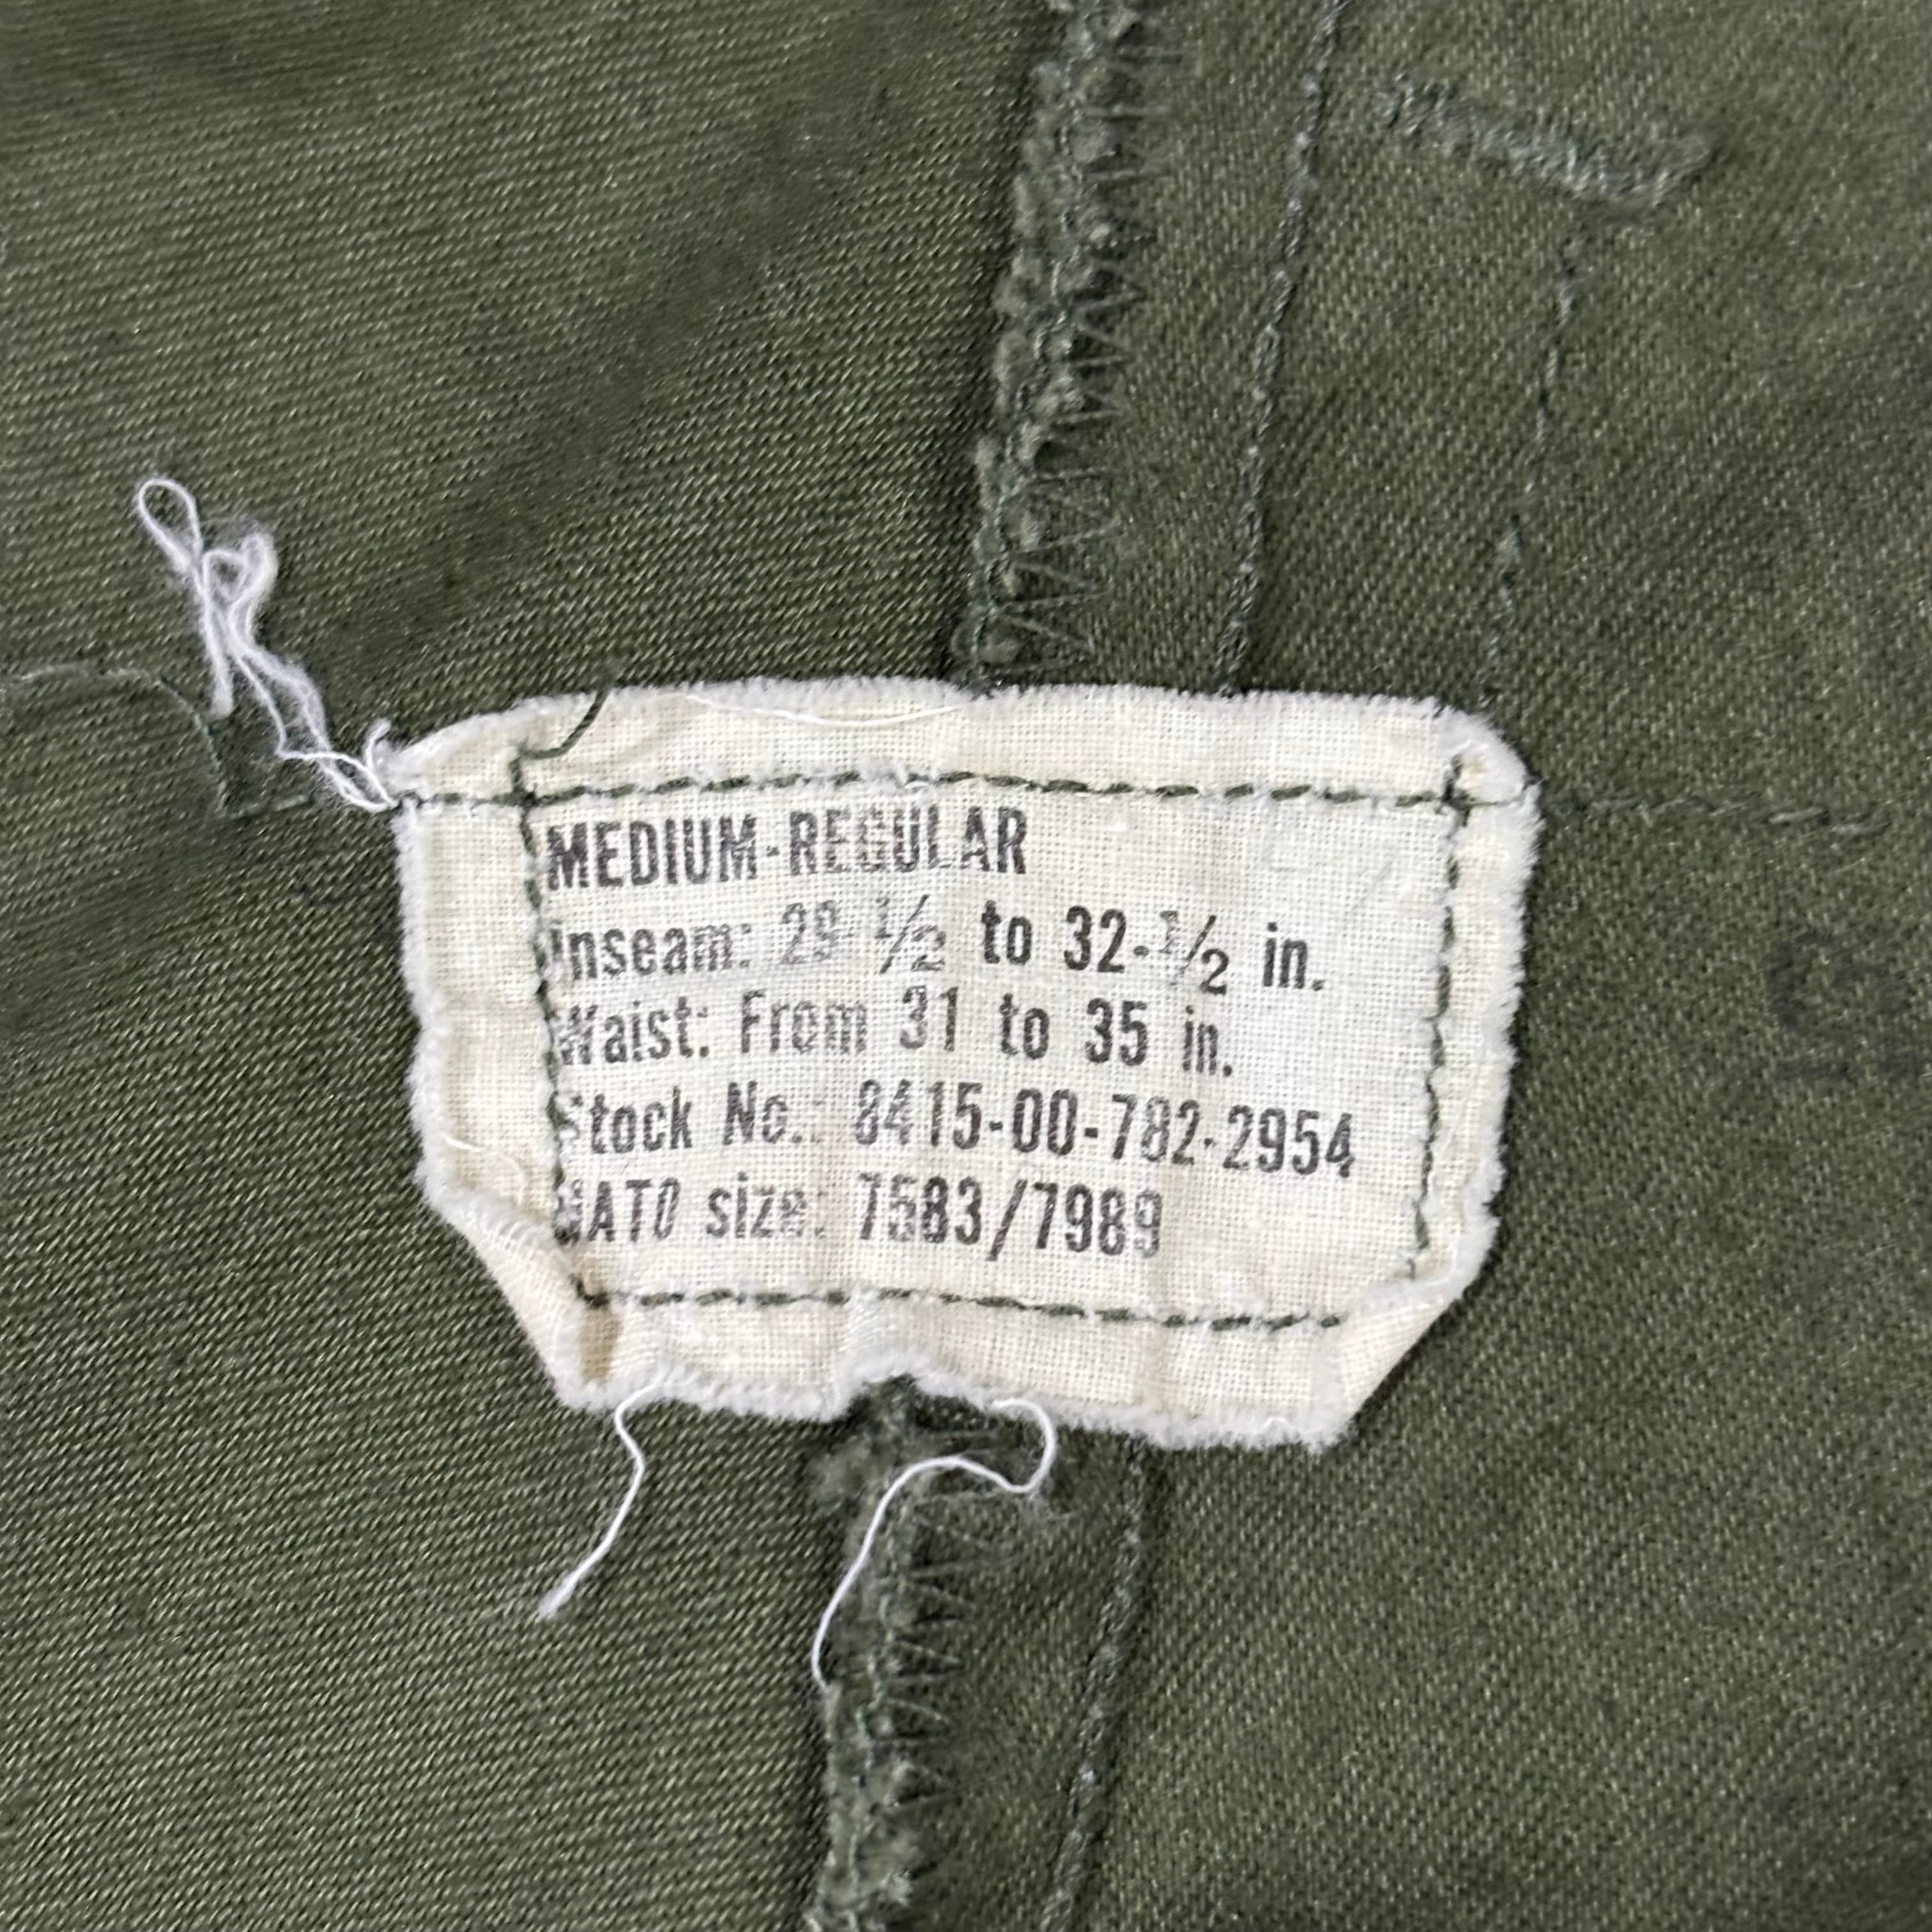 MEDIUM-REGULAR
Inseam: 29-1/2 to 32-1/2 in.
Waist: From 31 to 35 in.
Stock No.: 8415-00-782-2954
NATO size: 7583/7989